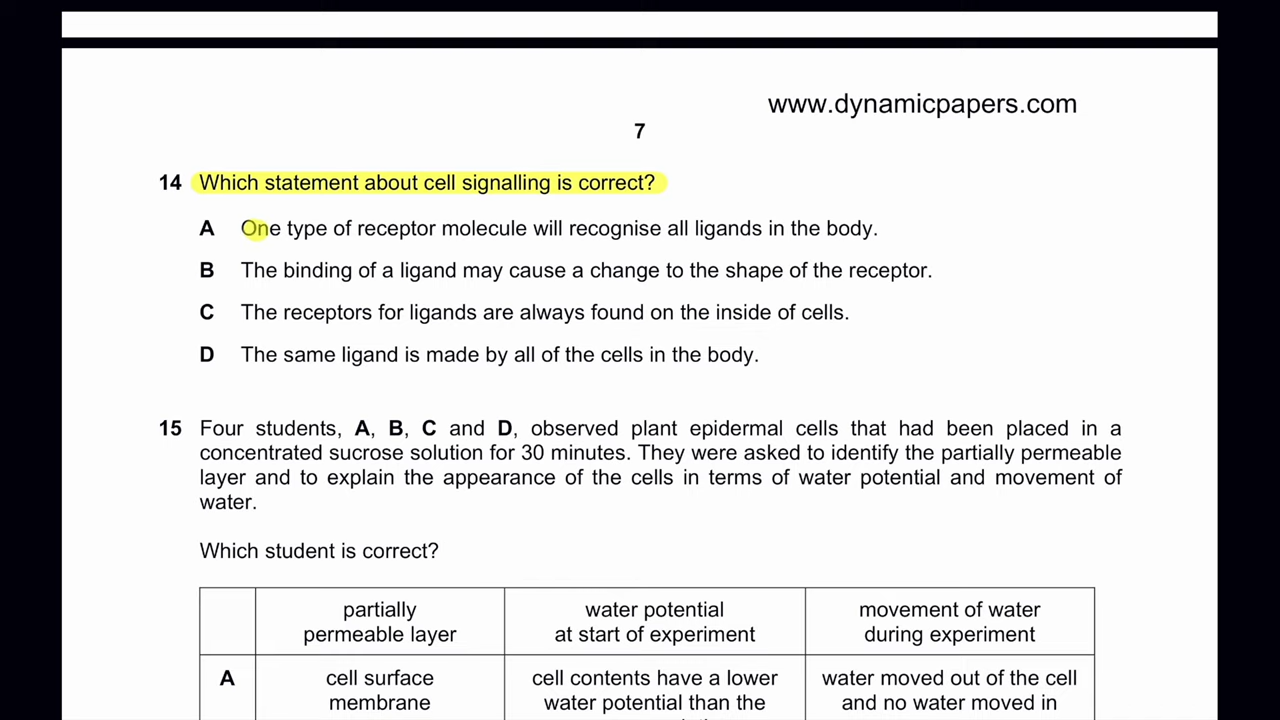 www.dynamicpapers.com
7
14 Which statement about cell signalling is correct?
A One type of receptor molecule will recognise all ligands in the body.
B The binding of a ligand may cause a change to the shape of the receptor.
C The receptors for ligands are always found on the inside of cells.
D The same ligand is made by all of the cells in the body.
15 Four students, A, B, C and D, observed plant epidermal cells that had been placed in a
concentrated sucrose solution for 30 minutes. They were asked to identify the partially permeable
layer and to explain the appearance of the cells in terms of water potential and movement of
water.
Which student is correct?
partially permeable layer
water potential at start of experiment
movement of water during experiment
A
cell surface membrane
cell contents have a lower water potential than the
water moved out of the cell and no water moved in